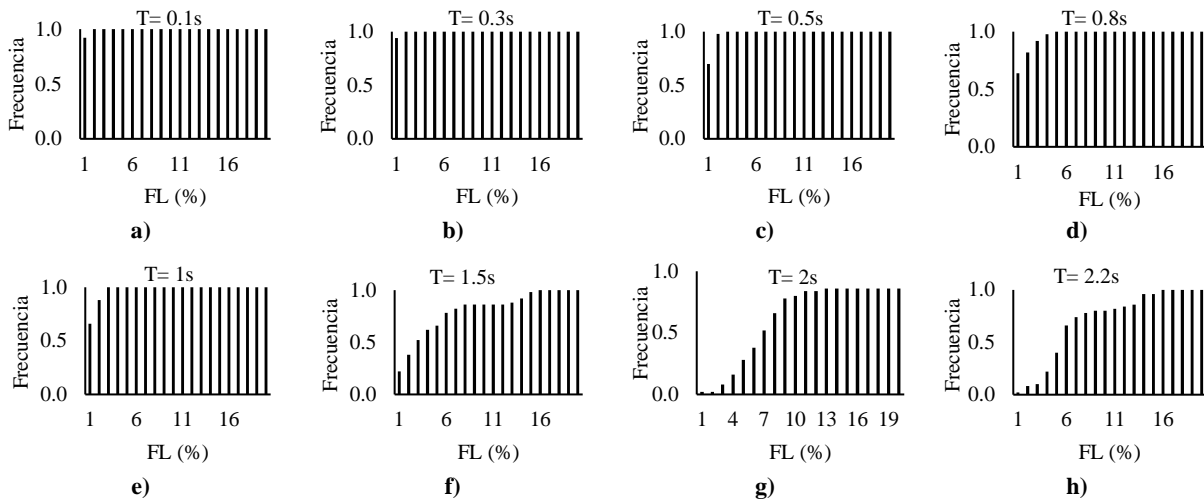 T= 0.1s
1.0
0.5
0.0
Frecuencia
1 6 11 16
FL (%)
a)
T= 0.3s
1.0
0.5
0.0
Frecuencia
1 6 11 16
FL (%)
b)
T= 0.5s
1.0
0.5
0.0
Frecuencia
1 6 11 16
FL (%)
c)
T= 0.8s
1.0
0.5
0.0
Frecuencia
1 6 11 16
FL (%)
d)
T= 1s
1.0
0.5
0.0
Frecuencia
1 6 11 16
FL (%)
e)
T= 1.5s
1.0
0.5
0.0
Frecuencia
1 6 11 16
FL (%)
f)
T= 2s
1.0
0.5
0.0
Frecuencia
1 4 7 10 13 16 19
FL (%)
g)
T= 2.2s
1.0
0.5
0.0
Frecuencia
1 6 11 16
FL (%)
h)